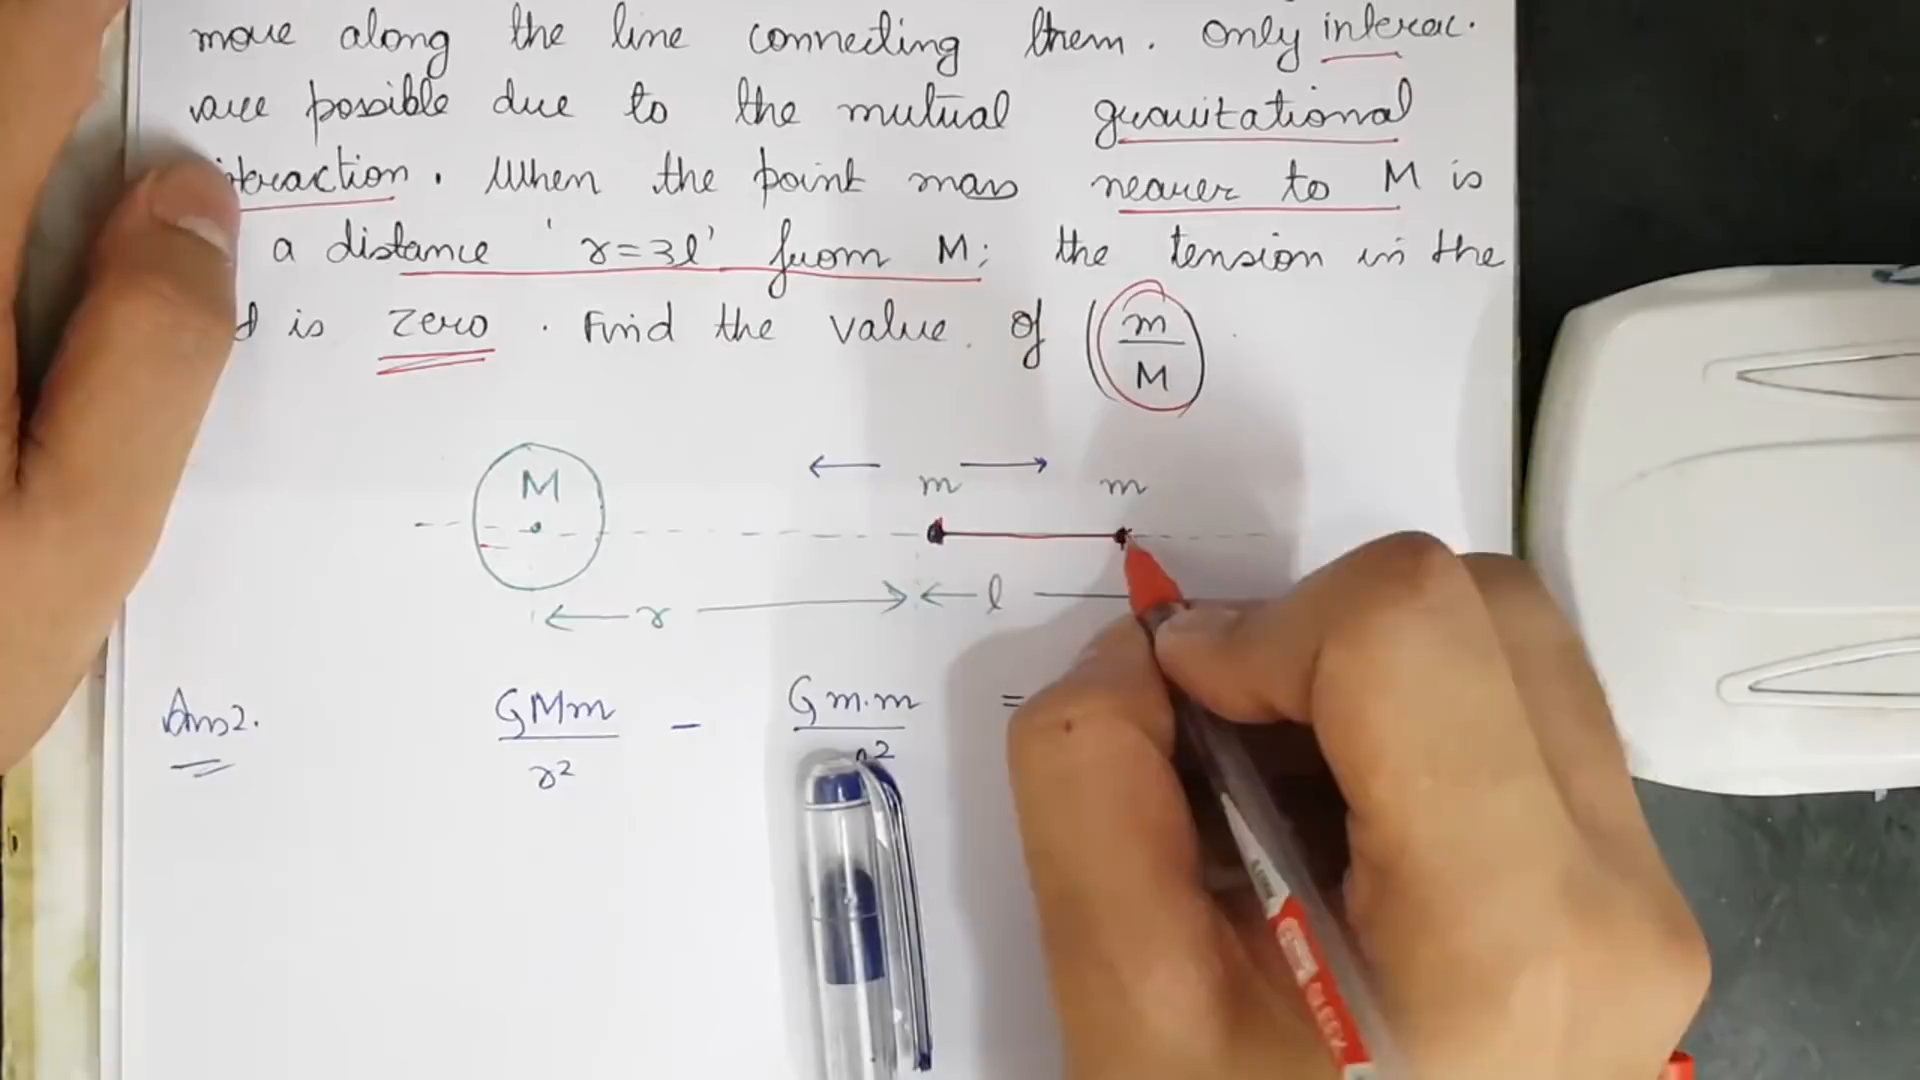 move along the line connecting them. Only interac.
are possible due to the mutual gravitational
interaction. When the point mass nearer to M is
a distance 'r=3l' from M; the tension in the
d is zero. Find the value of (m/M)
M
m m
r l
Ans2. GMm/r² - Gm.m/l² =